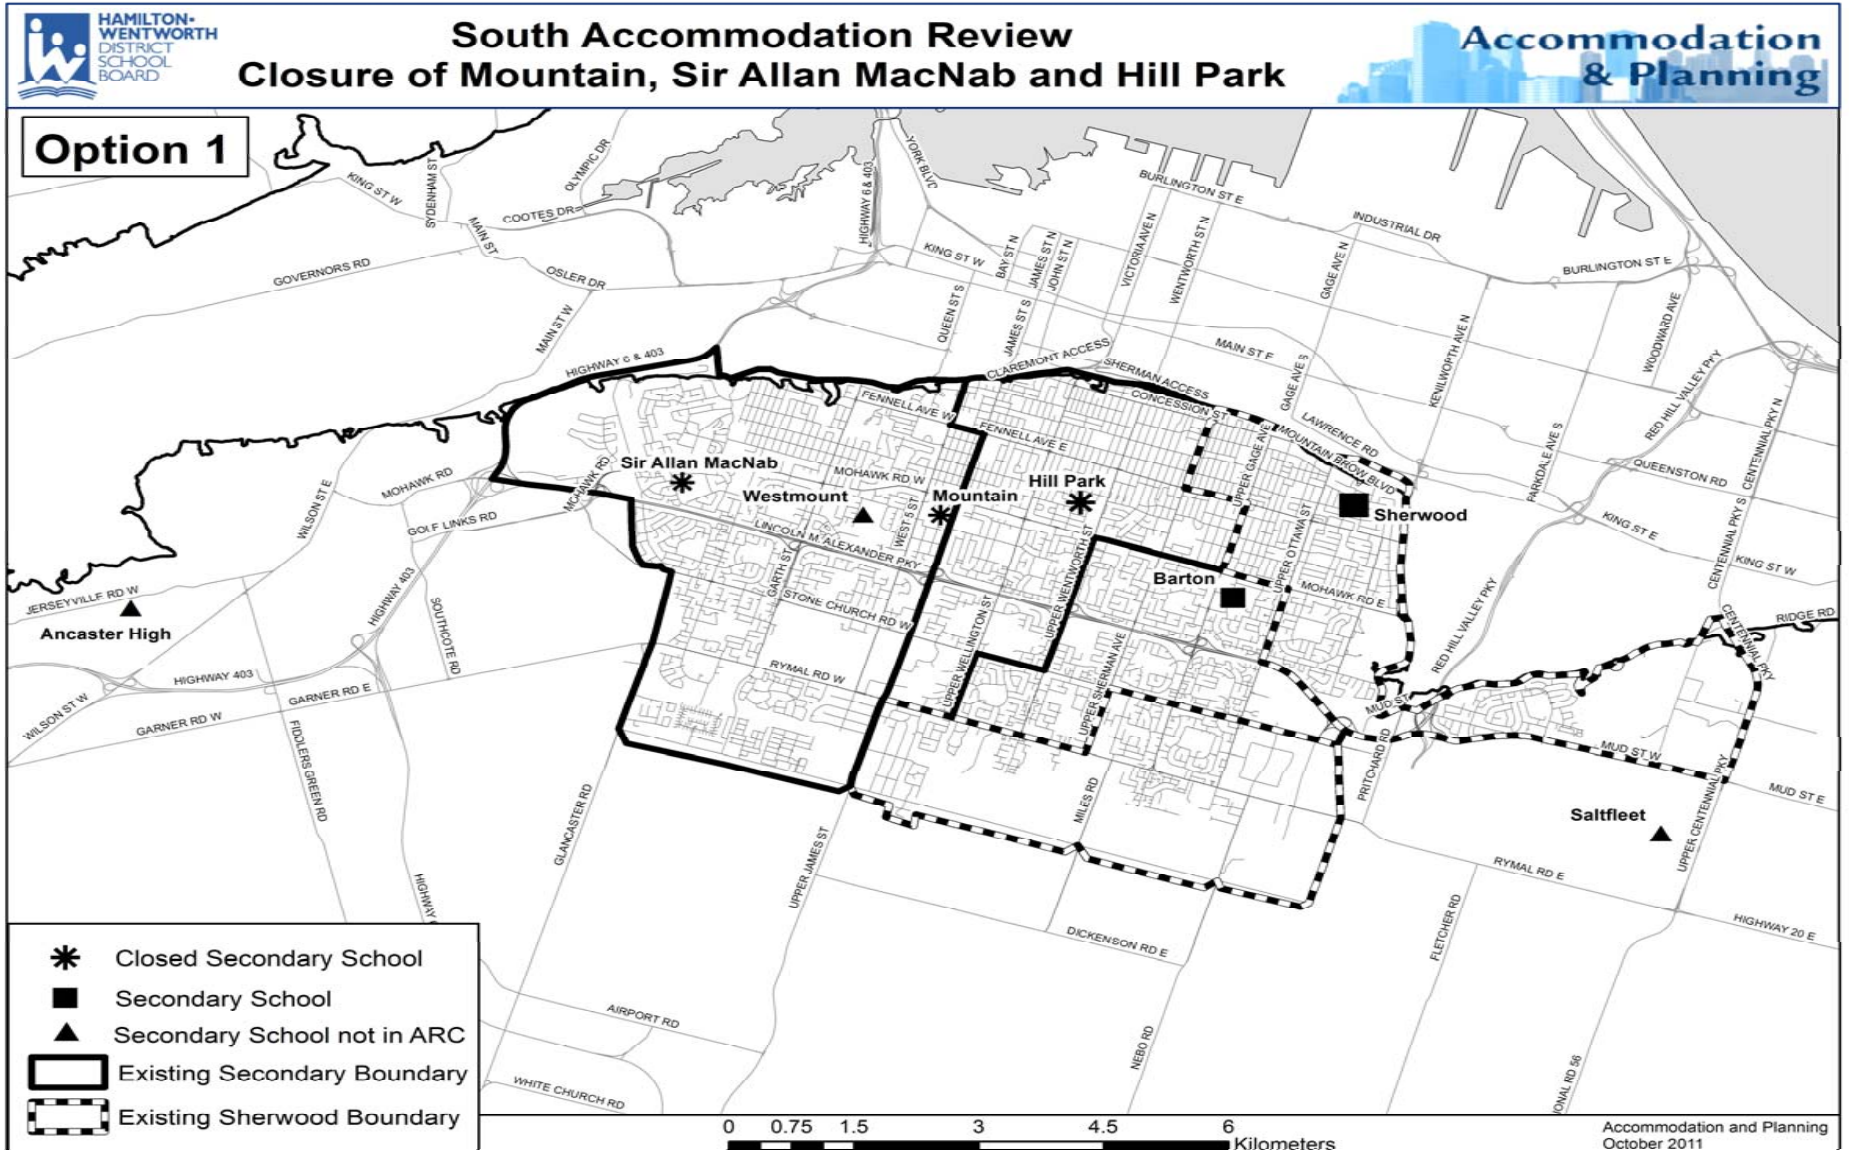 HAMILTON-
WENTWORTH
DISTRICT
SCHOOL
BOARD
South Accommodation Review
Closure of Mountain, Sir Allan MacNab and Hill Park
Accommodation
& Planning
Option 1
KING ST W
SYDENHAM ST
OLYMPIC DR
COOTES DR
MAIN ST
HIGHWAY 6 & 403
YORK BLVD
BURLINGTON ST E
INDUSTRIAL DR
BURLINGTON ST E
GOVERNORS RD
OSLER DR
MAIN ST W
KING ST W
BAY ST N
JAMES ST N
JOHN ST N
VICTORIA AVE N
WENTWORTH ST N
GAGE AVE N
WOODWARD AVE
QUEEN ST S
JAMES ST S
HIGHWAY 6 & 403
CLAREMONT ACCESS
SHERMAN ACCESS
MAIN ST E
KENILWORTH AVE N
RED HILL VALLEY PKY
GAGE AVE S
CONCESSION ST
LAWRENCE RD
MOUNTAIN BROW BLVD
CENTENNIAL PKY N
FENNELL AVE W
FENNELL AVE E
UPPER GAGE AVE
PARKDALE AVE S
QUEENSTON RD
MOHAWK RD
WILSON ST E
GOLF LINKS RD
MOHAWK RD
Sir Allan MacNab
MOHAWK RD W
Westmount
Mountain
Hill Park
Sherwood
WEST 5 ST
LINCOLN M. ALEXANDER PKY
UPPER OTTAWA ST
KING ST E
CENTENNIAL PKY S
KING ST W
JERSEYVILLE RD W
Ancaster High
HIGHWAY 403
SOUTHCOTE RD
GARTH ST
STONE CHURCH RD W
UPPER WENTWORTH ST
Barton
MOHAWK RD E
RED HILL VALLEY PKY
CENTENNIAL PKY
RIDGE RD
UPPER WELLINGTON ST
UPPER SHERMAN AVE
RYMAL RD W
HIGHWAY 403
GARNER RD E
WILSON ST W
GARNER RD W
FIDDLERS GREEN RD
MUD ST
PRITCHARD RD
MUD ST W
MUD ST E
UPPER CENTENNIAL PKY
Saltfleet
GLANCASTER RD
UPPER JAMES ST
MILES RD
RYMAL RD E
HIGHWAY
DICKENSON RD E
FLETCHER RD
HIGHWAY 20 E
AIRPORT RD
NEBO RD
WHITE CHURCH RD
IONAL RD 56
Closed Secondary School
Secondary School
Secondary School not in ARC
Existing Secondary Boundary
Existing Sherwood Boundary
0 0.75 1.5 3 4.5 6
Kilometers
Accommodation and Planning
October 2011